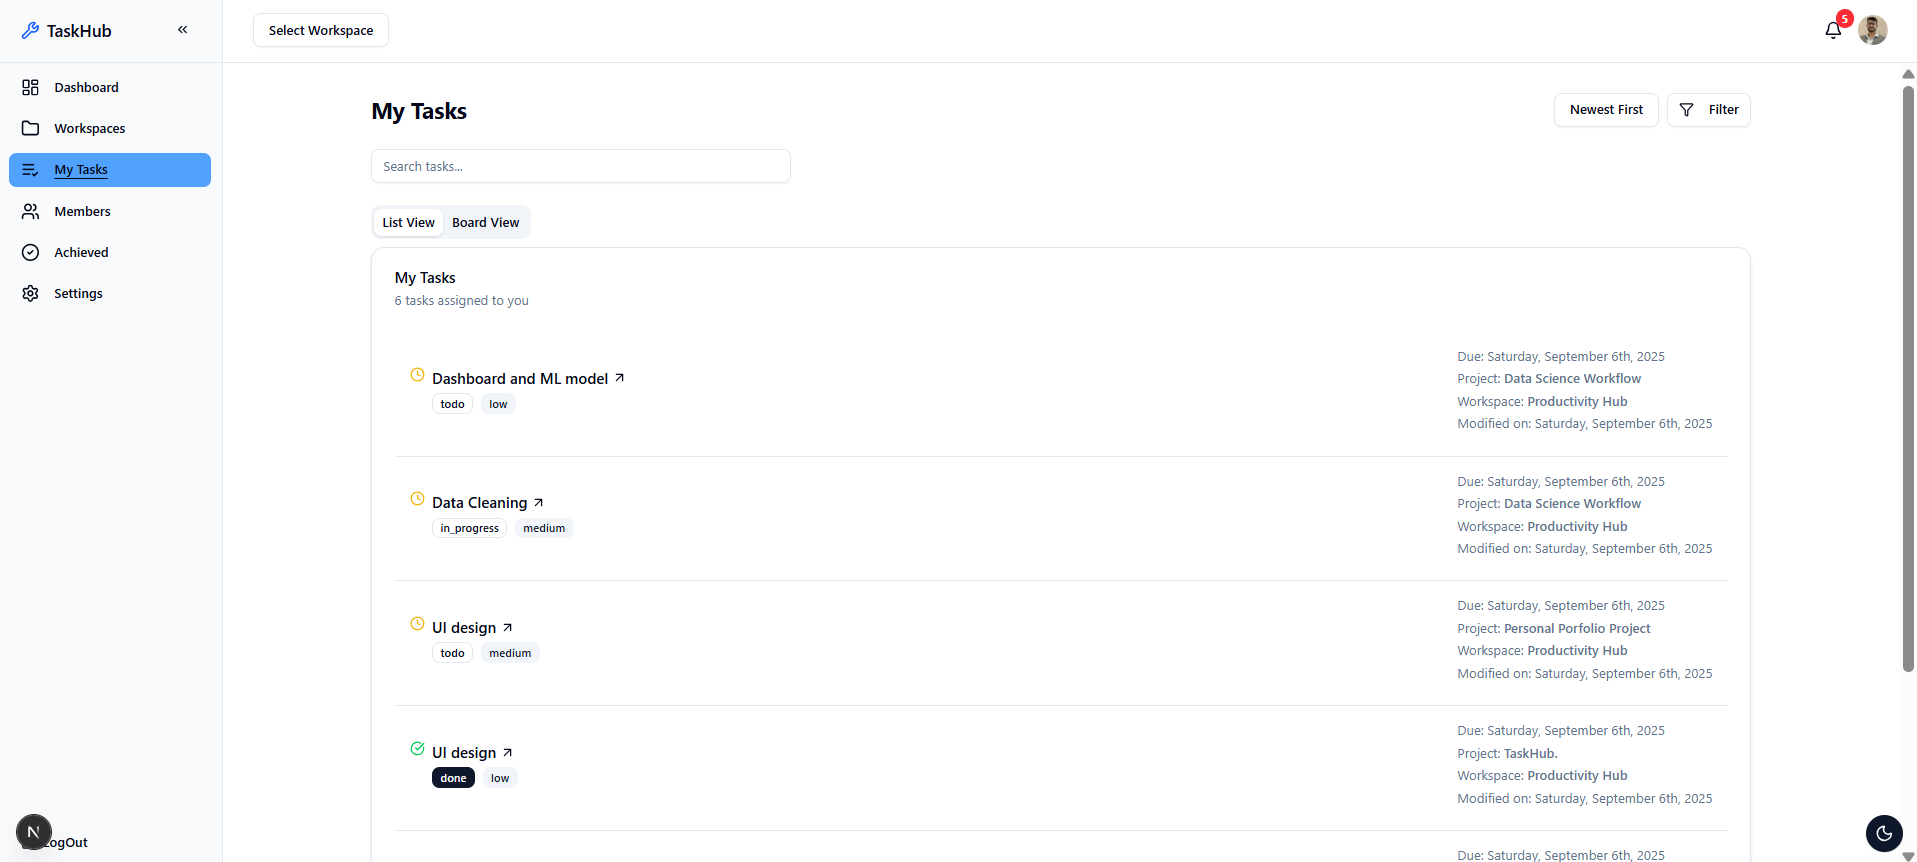 TaskHub
Select Workspace
5
Dashboard
Workspaces
My Tasks
Members
Achieved
Settings
N
ogOut
My Tasks
Newest First
Filter
Search tasks...
List View
Board View
My Tasks
6 tasks assigned to you
Dashboard and ML model
todo
low
Due: Saturday, September 6th, 2025
Project: Data Science Workflow
Workspace: Productivity Hub
Modified on: Saturday, September 6th, 2025
Data Cleaning
in_progress
medium
Due: Saturday, September 6th, 2025
Project: Data Science Workflow
Workspace: Productivity Hub
Modified on: Saturday, September 6th, 2025
UI design
todo
medium
Due: Saturday, September 6th, 2025
Project: Personal Porfolio Project
Workspace: Productivity Hub
Modified on: Saturday, September 6th, 2025
UI design
done
low
Due: Saturday, September 6th, 2025
Project: TaskHub.
Workspace: Productivity Hub
Modified on: Saturday, September 6th, 2025
Due: Saturday, September 6th, 2025